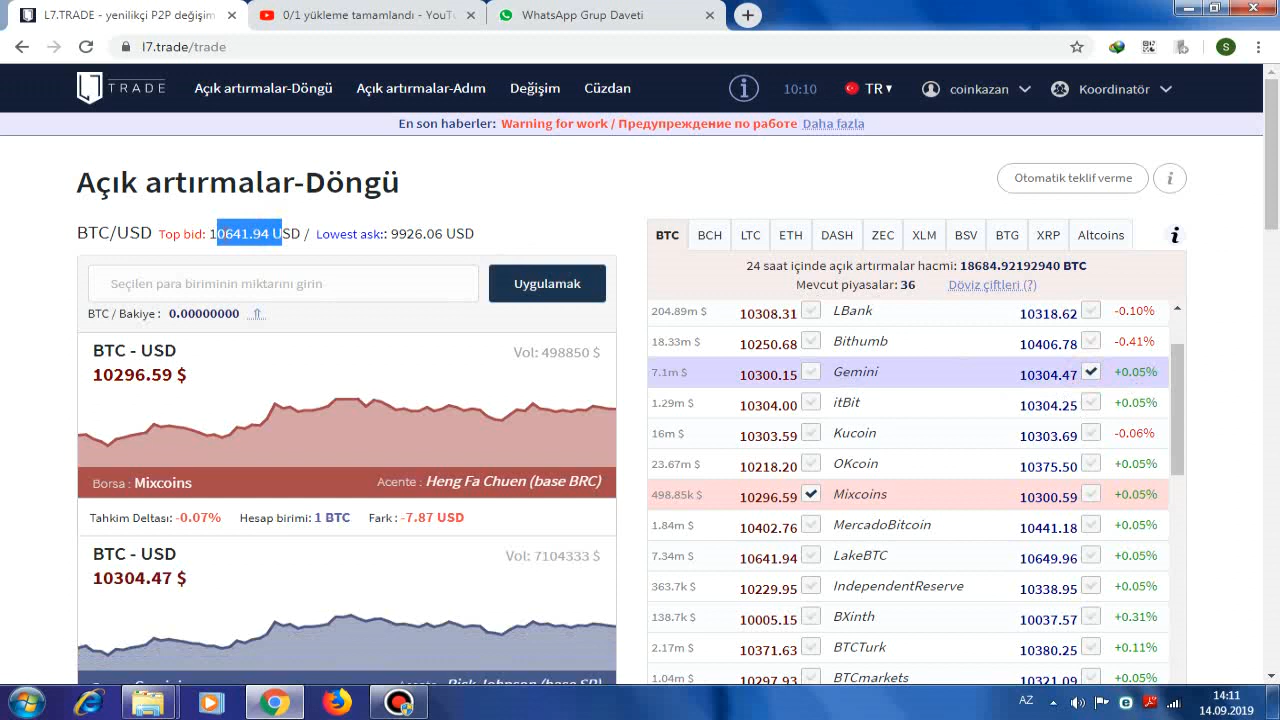 L7.TRADE - yenilikçi P2P değişim
0/1 yükleme tamamlandı - YouTu
WhatsApp Grup Daveti
l7.trade/trade
S
L7 TRADE
Açık artırmalar-Döngü
Açık artırmalar-Adım
Değişim
Cüzdan
10:10
TR ▾
coinkazan
Koordinatör
En son haberler: Warning for work / Предупреждение по работе Daha fazla
Açık artırmalar-Döngü
Otomatik teklif verme
i
BTC/USD Top bid: 10641.94 USD / Lowest ask:: 9926.06 USD
Seçilen para biriminin miktarını girin
Uygulamak
BTC / Bakiye : 0.00000000 ⇧
BTC - USD
Vol: 498850 $
10296.59 $
Borsa : Mixcoins
Acente : Heng Fa Chuen (base BRC)
Tahkim Deltası: -0.07% Hesap birimi: 1 BTC Fark : -7.87 USD
BTC - USD
Vol: 7104333 $
10304.47 $
BTC BCH LTC ETH DASH ZEC XLM BSV BTG XRP Altcoins i
24 saat içinde açık artırmalar hacmi: 18684.92192940 BTC
Mevcut piyasalar: 36 Döviz çiftleri (?)
204.89m $ 10308.31 LBank 10318.62 -0.10%
18.33m $ 10250.68 Bithumb 10406.78 -0.41%
7.1m $ 10300.15 Gemini 10304.47 +0.05%
1.29m $ 10304.00 itBit 10304.25 +0.05%
16m $ 10303.59 Kucoin 10303.69 -0.06%
23.67m $ 10218.20 OKcoin 10375.50 +0.05%
498.85k $ 10296.59 Mixcoins 10300.59 +0.05%
1.84m $ 10402.76 MercadoBitcoin 10441.18 +0.05%
7.34m $ 10641.94 LakeBTC 10649.96 +0.05%
363.7k $ 10229.95 IndependentReserve 10338.95 +0.05%
138.7k $ 10005.15 BXinth 10037.57 +0.31%
2.17m $ 10371.63 BTCTurk 10380.25 +0.11%
1.04m $ 10297.93 BTCmarkets 10321.09 +0.05%
AZ
14:11
14.09.2019